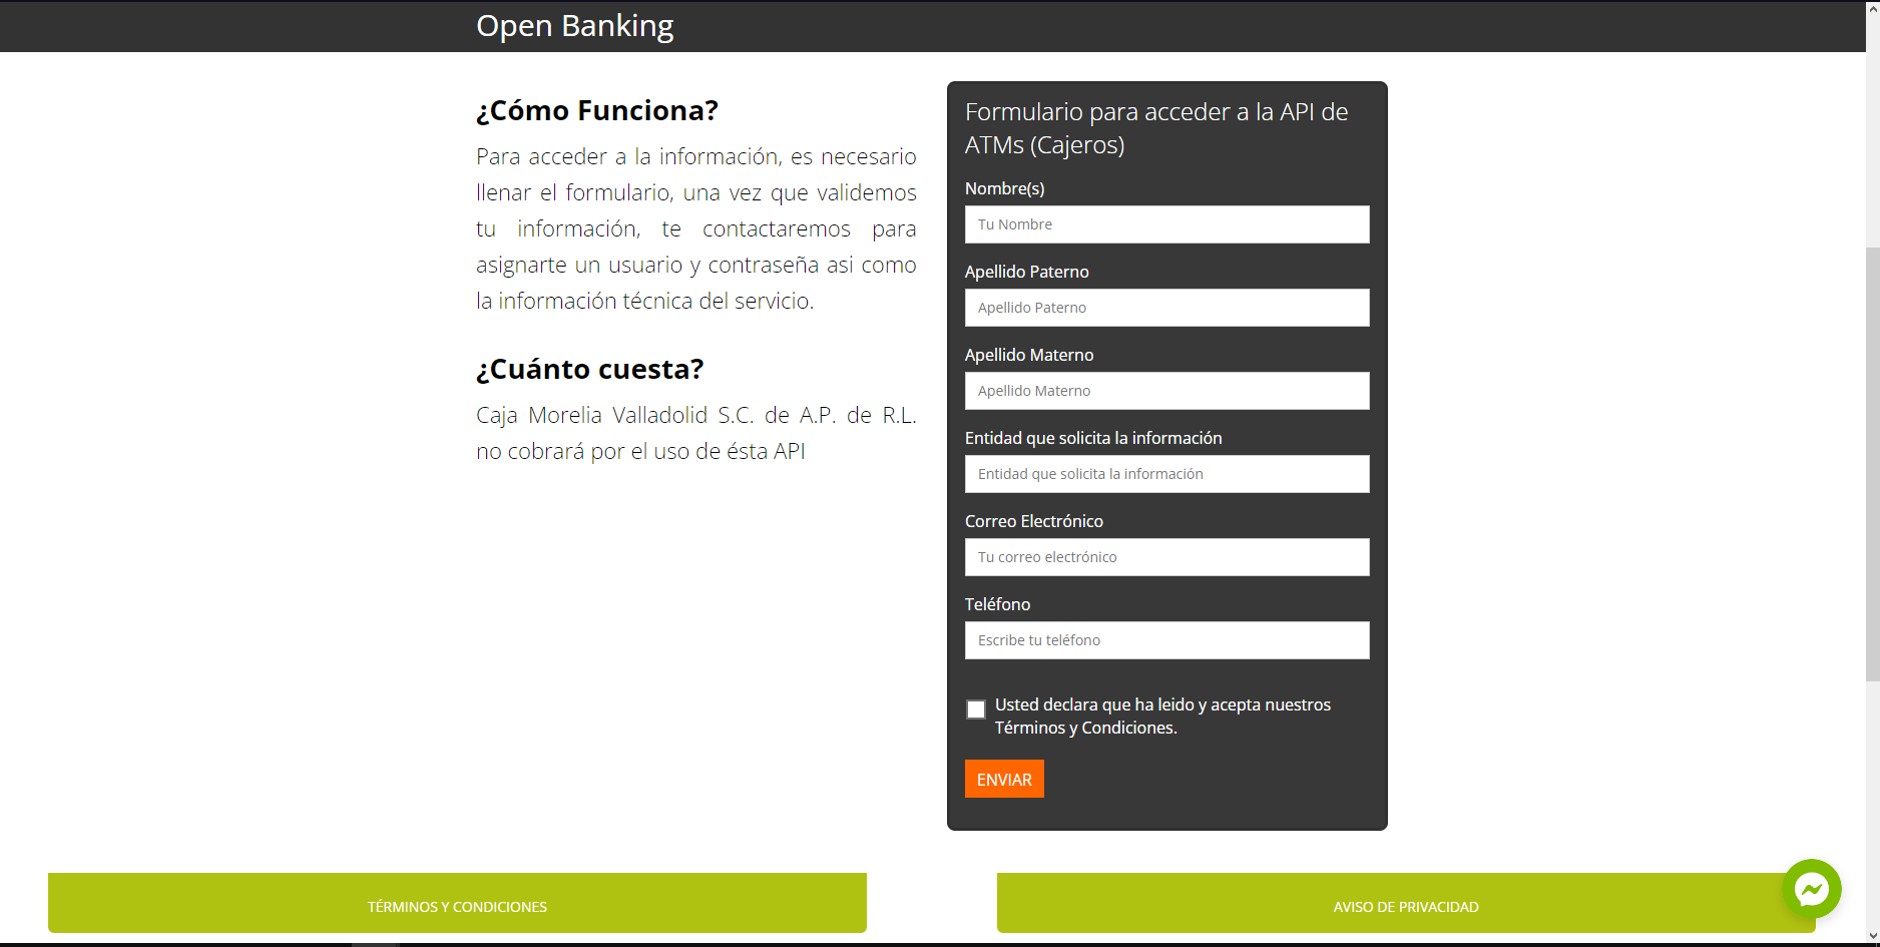 Open Banking
¿Cómo Funciona?
Para acceder a la información, es necesario
llenar el formulario, una vez que validemos
tu información, te contactaremos para
asignarte un usuario y contraseña asi como
la información técnica del servicio.
¿Cuánto cuesta?
Caja Morelia Valladolid S.C. de A.P. de R.L.
no cobrará por el uso de ésta API
Formulario para acceder a la API de
ATMs (Cajeros)
Nombre(s)
Tu Nombre
Apellido Paterno
Apellido Paterno
Apellido Materno
Apellido Materno
Entidad que solicita la información
Entidad que solicita la información
Correo Electrónico
Tu correo electrónico
Teléfono
Escribe tu teléfono
Usted declara que ha leido y acepta nuestros
Términos y Condiciones.
ENVIAR
TÉRMINOS Y CONDICIONES
AVISO DE PRIVACIDAD